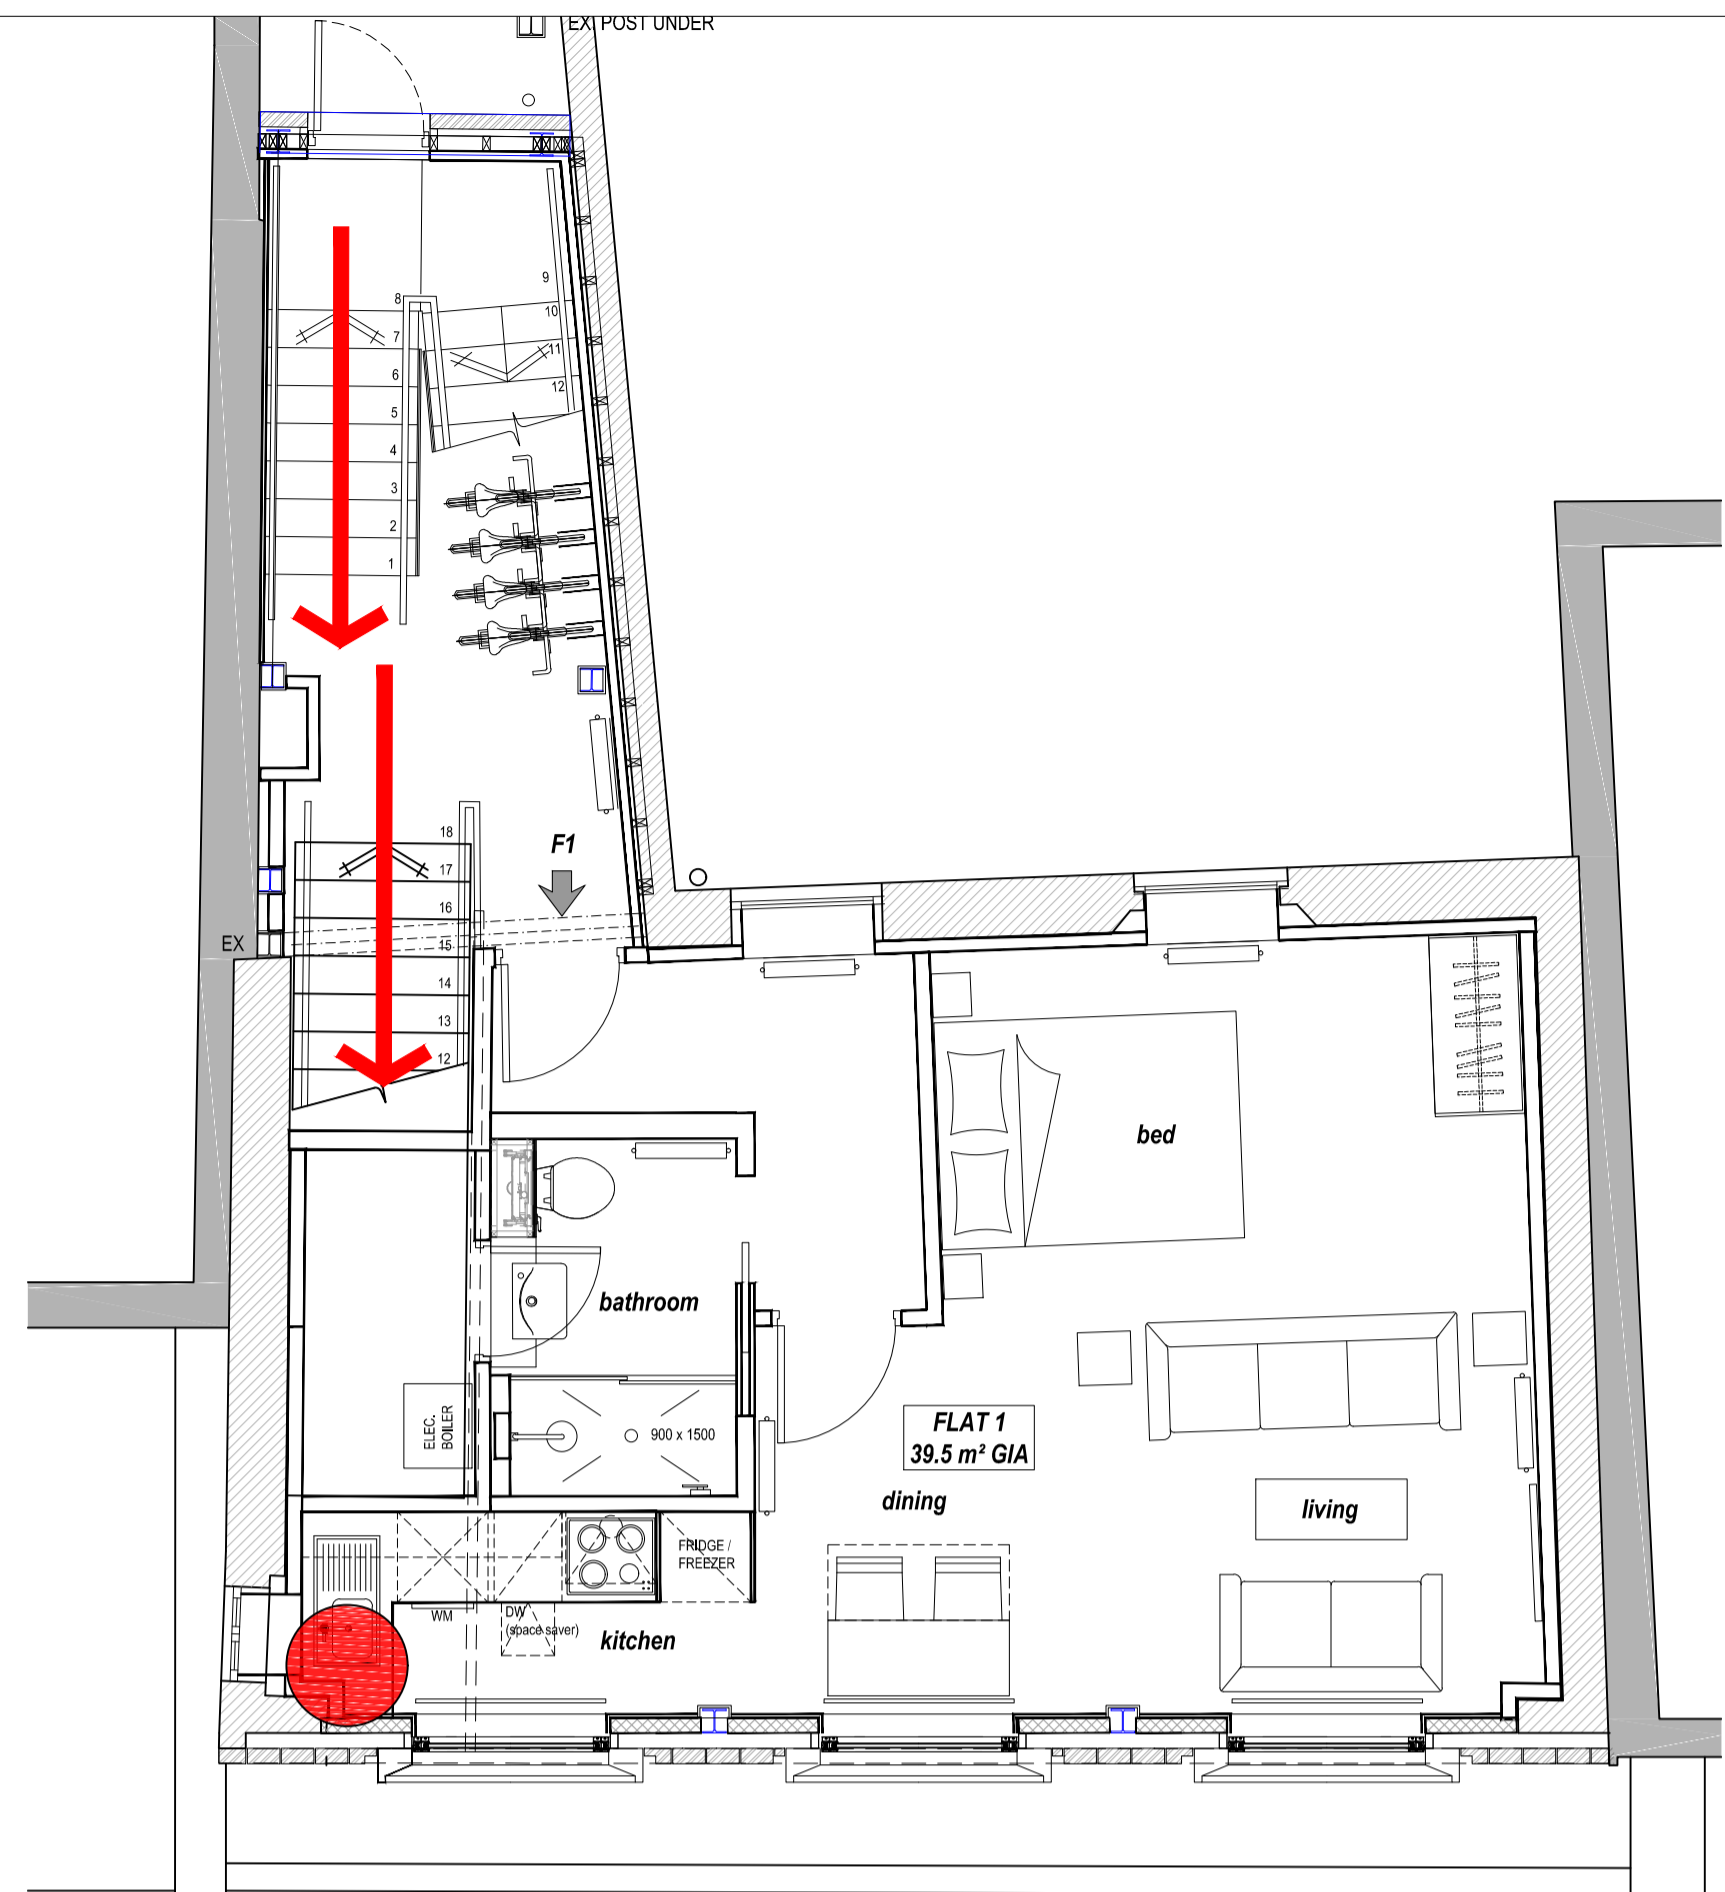 EX. POST UNDER
9
8
10
7
11
6
12
5
4
3
2
1
18
F1
17
16
EX
15
14
13
12
bed
bathroom
ELEC.
BOILER
900 x 1500
FLAT 1
39.5 m² GIA
dining
living
FRIDGE /
FREEZER
WM
DW
(space saver)
kitchen